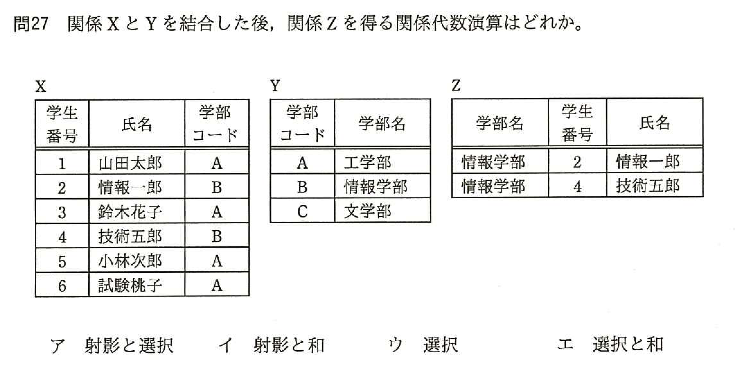 問27 関係XとYを結合した後，関係Zを得る関係代数演算はどれか。
X
学生番号 氏名 学部コード
1 山田太郎 A
2 情報一郎 B
3 鈴木花子 A
4 技術五郎 B
5 小林次郎 A
6 試験桃子 A
Y
学部コード 学部名
A 工学部
B 情報学部
C 文学部
Z
学部名 学生番号 氏名
情報学部 2 情報一郎
情報学部 4 技術五郎
ア 射影と選択 イ 射影と和 ウ 選択 エ 選択と和